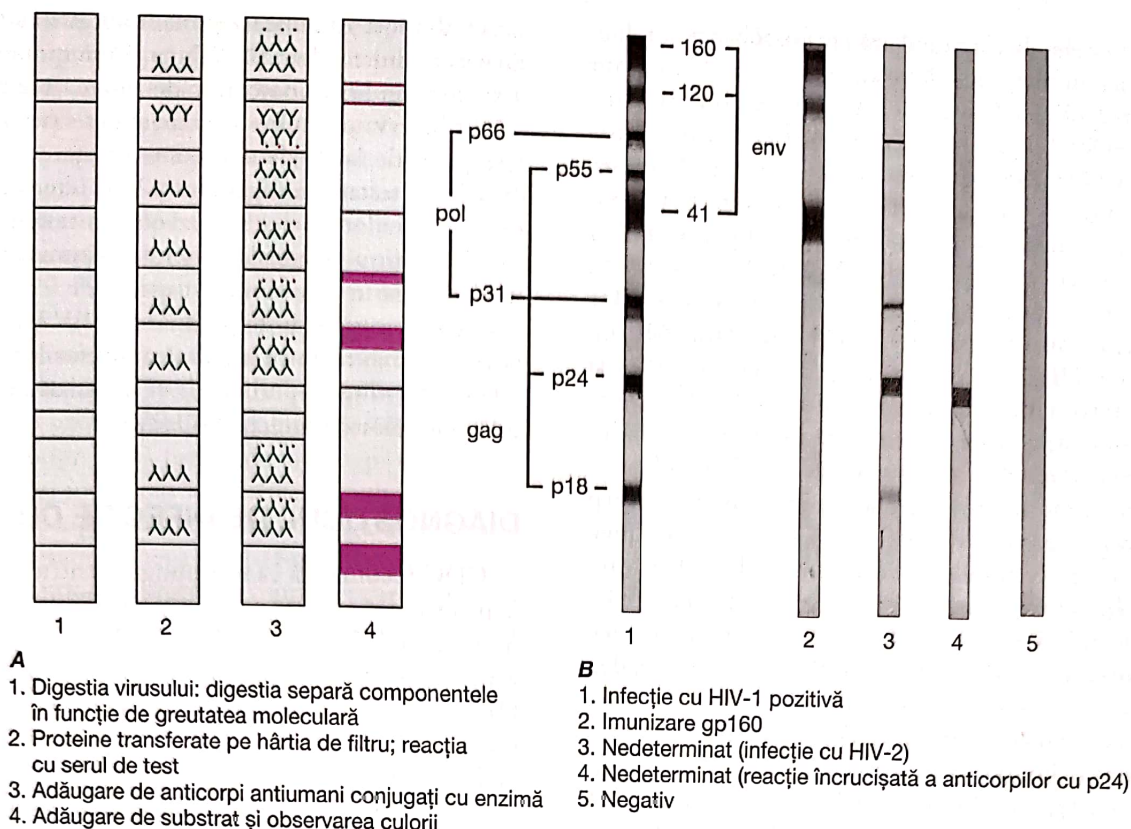 160
120
p66
env
p55
pol
41
p31
p24
gag
p18
1 2 3 4
1 2 3 4 5
A
1. Digestia virusului: digestia separă componentele
în funcție de greutatea moleculară
2. Proteine transferate pe hârtia de filtru; reacția
cu serul de test
3. Adăugare de anticorpi antiumani conjugați cu enzimă
4. Adăugare de substrat și observarea culorii
B
1. Infecție cu HIV-1 pozitivă
2. Imunizare gp160
3. Nedeterminat (infecție cu HIV-2)
4. Nedeterminat (reacție încrucișată a anticorpilor cu p24)
5. Negativ